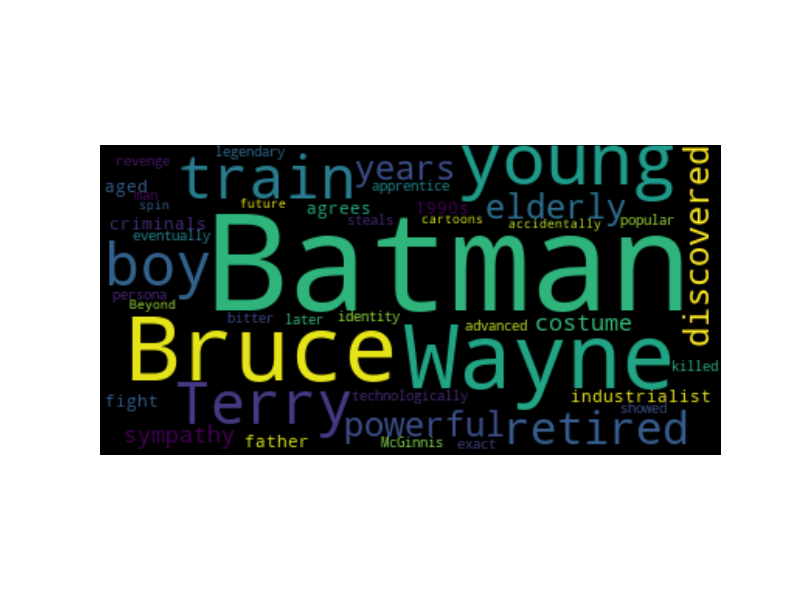 legendary
revenge
train
years
young
discovered
aged
apprentice
man
spin
future
agrees
1990s
elderly
criminals
steals
cartoons
accidentally
popular
eventually
boy
Batman
persona
Beyond
bitter
later
identity
advanced
costume
Bruce
Wayne
killed
Terry
technologically
industrialist
fight
showed
powerful
retired
sympathy
father
McGinnis
exact